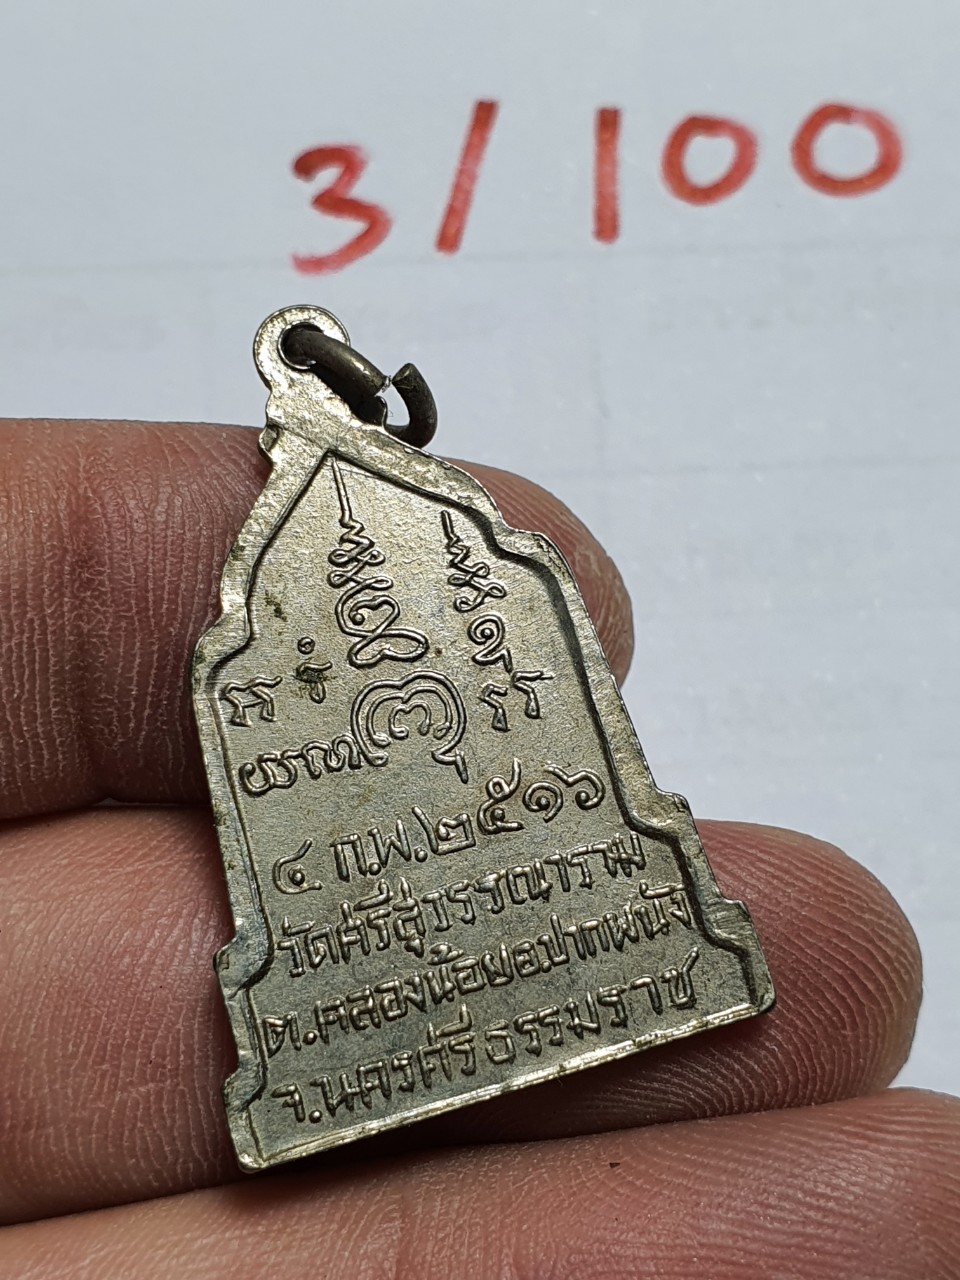 3/100
๔ ก.พ.๒๕๑๖
วัดศรีสุวรรณาราม
ต.คลองน้อยอ.ปากพนัง
จ.นครศรีธรรมราช